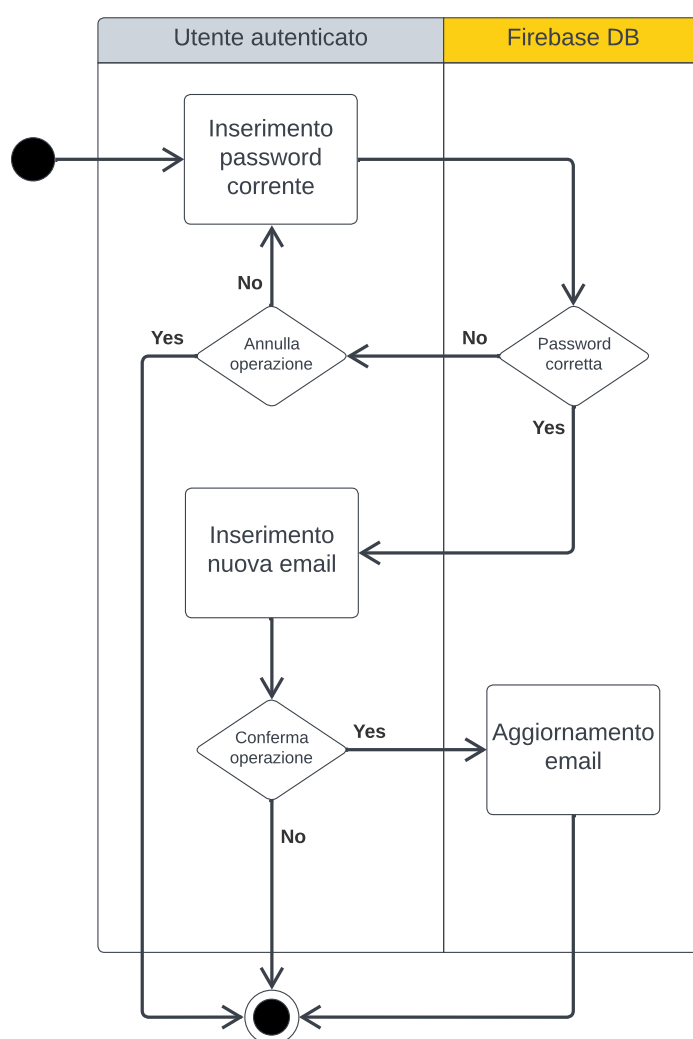 Utente autenticato
Firebase DB
Inserimento
password
corrente
No
Yes
Annulla
operazione
No
Password
corretta
Yes
Inserimento
nuova email
Conferma
operazione
Yes
Aggiornamento
email
No